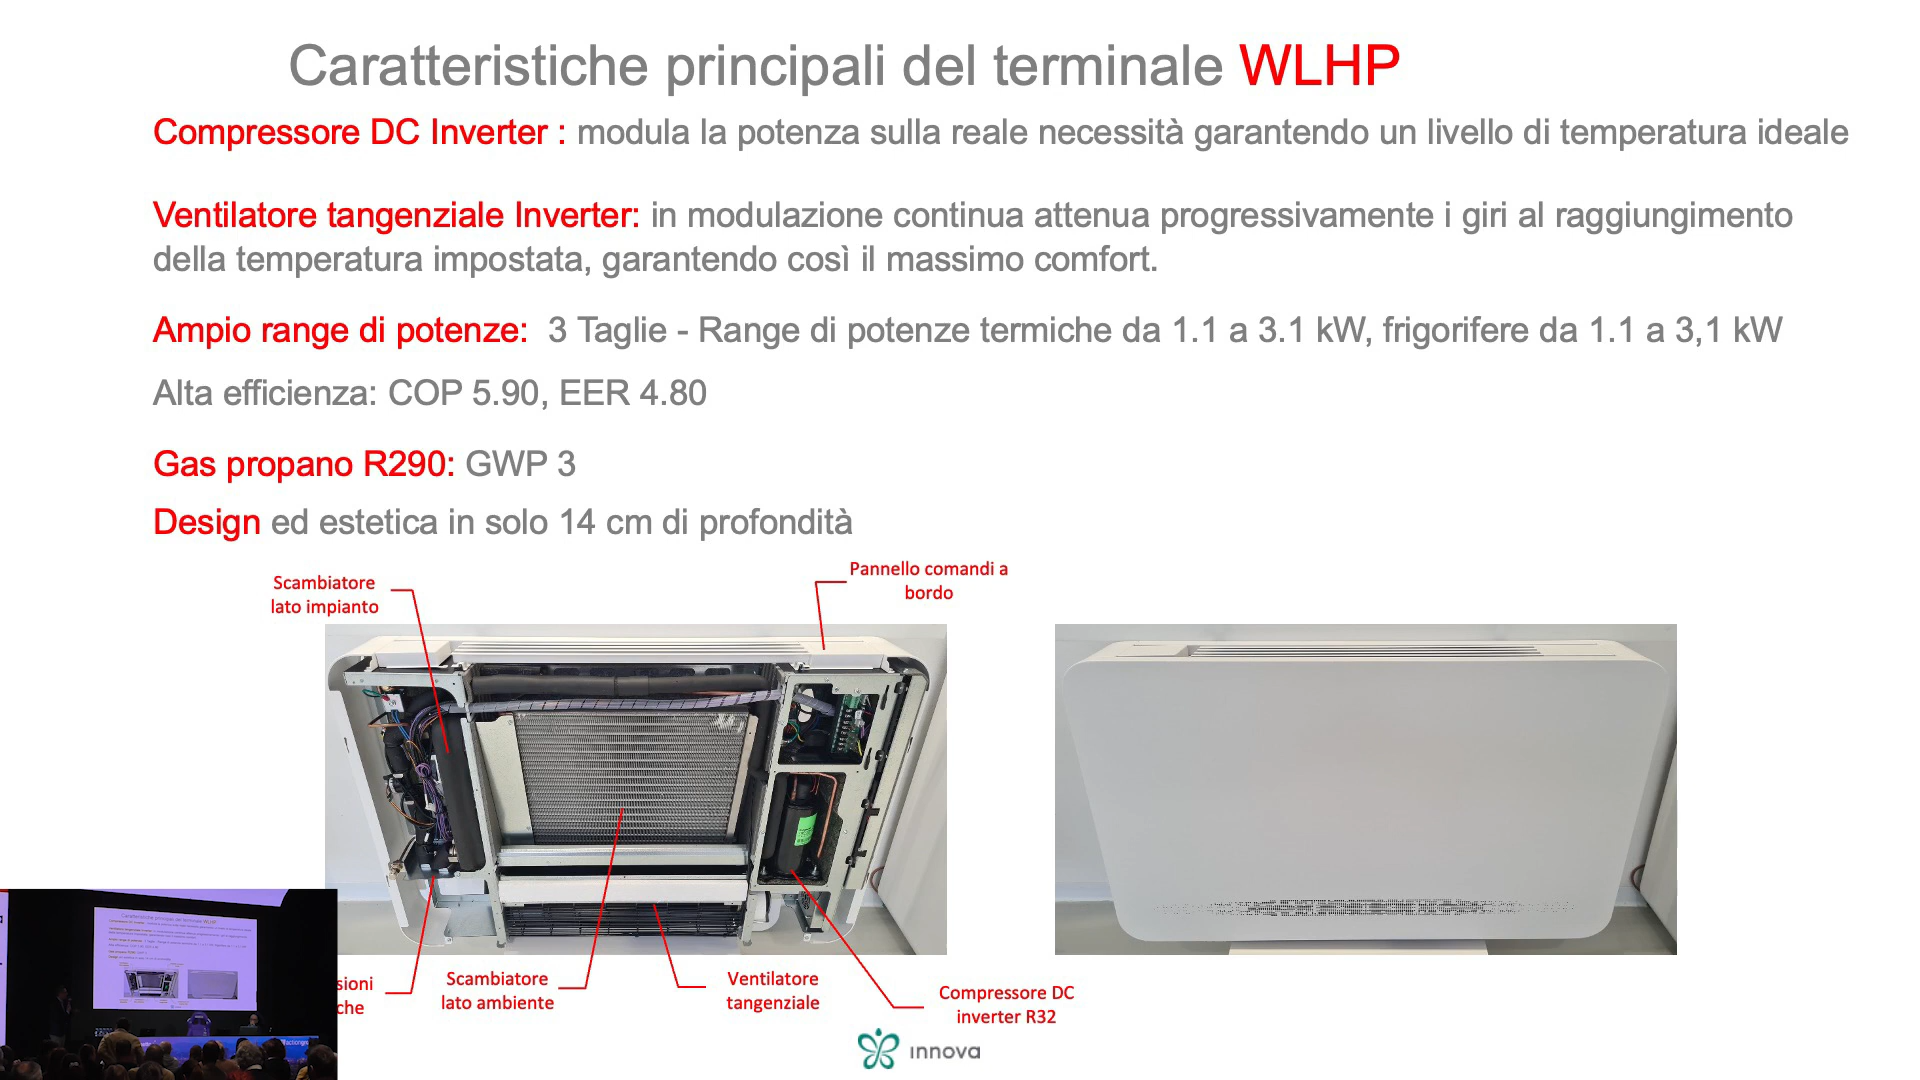 Caratteristiche principali del terminale WLHP
Compressore DC Inverter : modula la potenza sulla reale necessità garantendo un livello di temperatura ideale
Ventilatore tangenziale Inverter: in modulazione continua attenua progressivamente i giri al raggiungimento
della temperatura impostata, garantendo così il massimo comfort.
Ampio range di potenze: 3 Taglie - Range di potenze termiche da 1.1 a 3.1 kW, frigorifere da 1.1 a 3,1 kW
Alta efficienza: COP 5.90, EER 4.80
Gas propano R290: GWP 3
Design ed estetica in solo 14 cm di profondità
Scambiatore
lato impianto
Pannello comandi a
bordo
sioni
che
Scambiatore
lato ambiente
Ventilatore
tangenziale
Compressore DC
inverter R32
innova
Caratteristiche principali del terminale WLHP